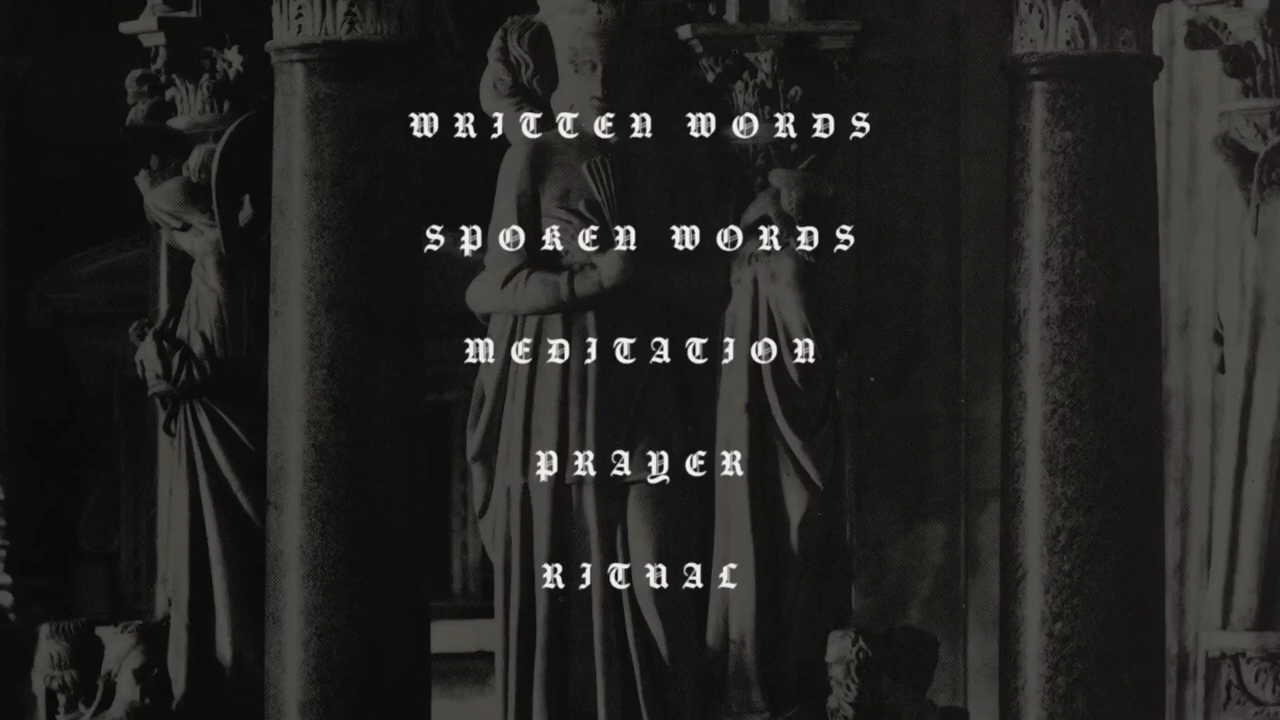 WRITTEN WORDS
SPOKEN WORDS
MEDITATION
PRAYER
RITUAL